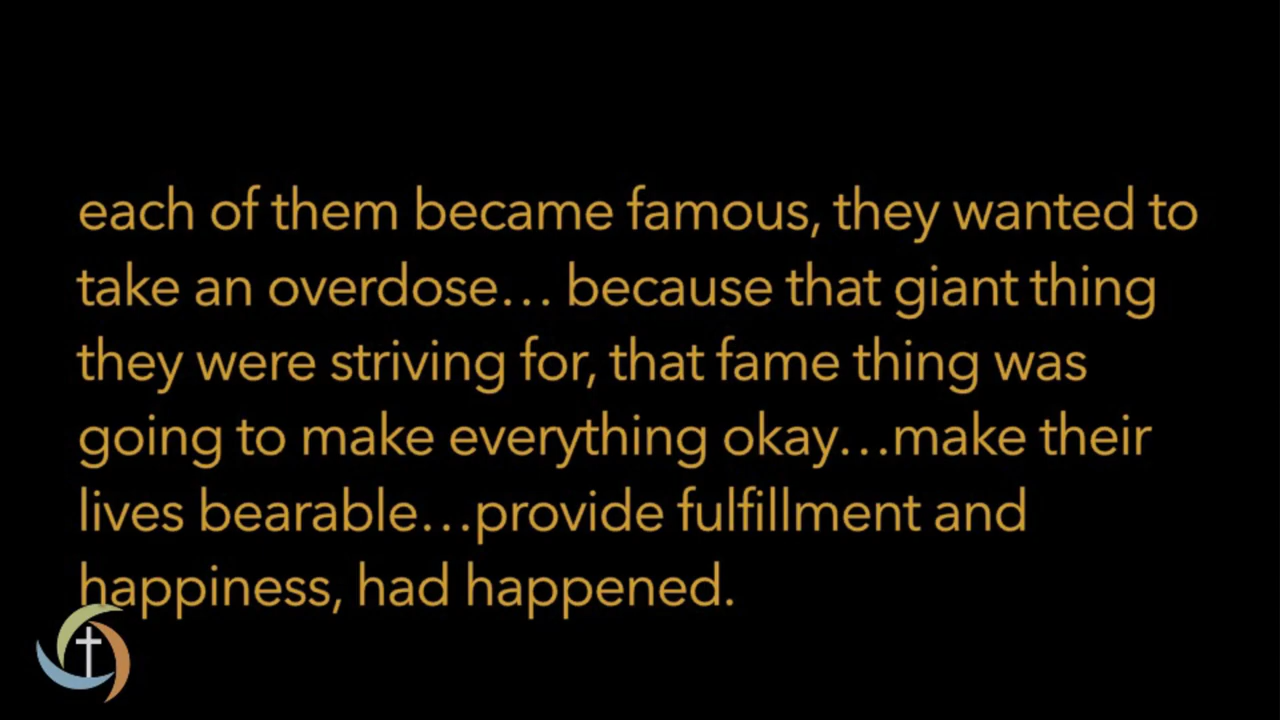 each of them became famous, they wanted to
take an overdose… because that giant thing
they were striving for, that fame thing was
going to make everything okay…make their
lives bearable…provide fulfillment and
happiness, had happened.